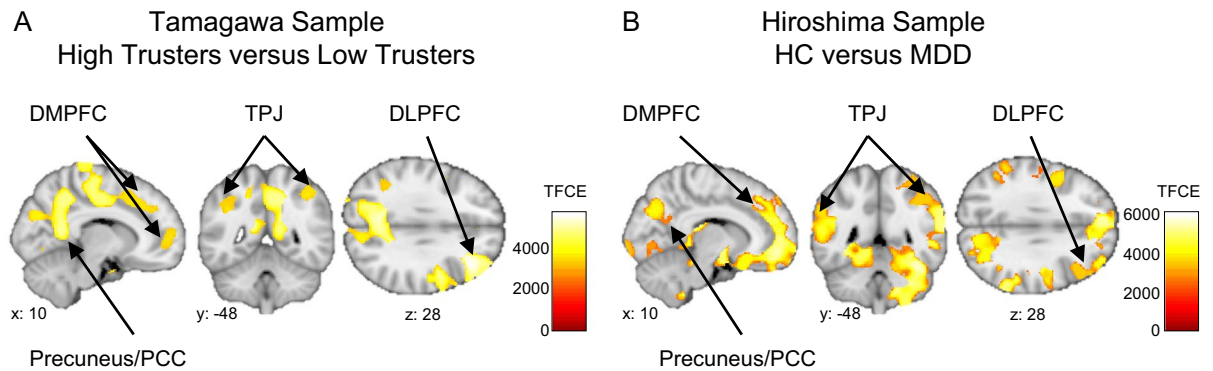 A
Tamagawa Sample
High Trusters versus Low Trusters
DMPFC
TPJ
DLPFC
TFCE
4000
2000
0
x: 10
y: -48
z: 28
Precuneus/PCC
B
Hiroshima Sample
HC versus MDD
DMPFC
TPJ
DLPFC
TFCE
6000
4000
2000
0
x: 10
y: -48
z: 28
Precuneus/PCC